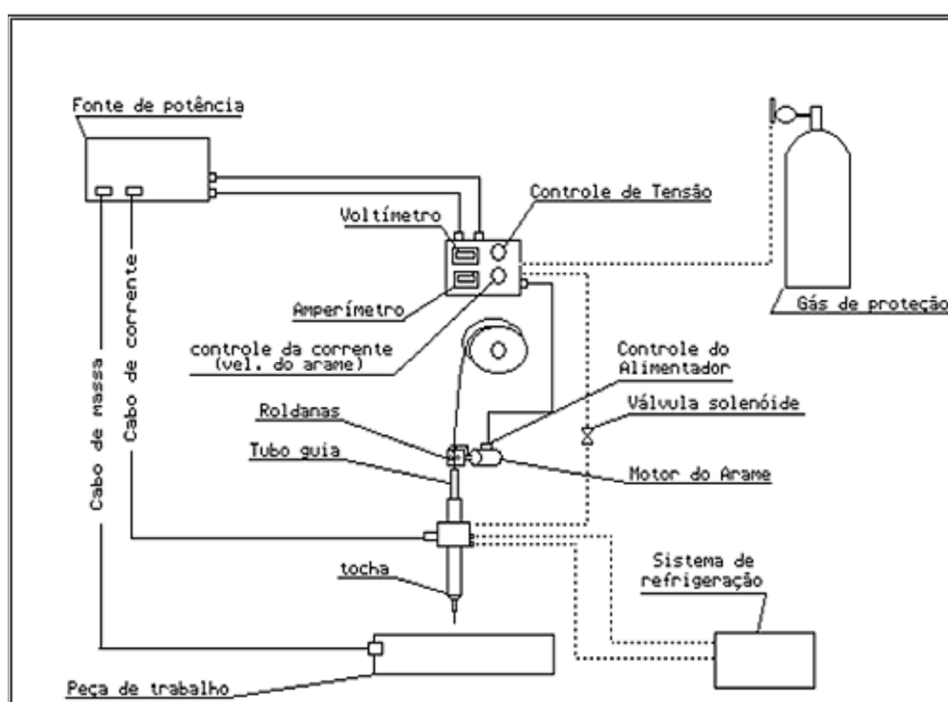 Fonte de potência
Controle de Tensão
Voltímetro
Gás de proteção
Amperímetro
controle da corrente
(vel. do arame)
Controle do
Alimentador
Roldanas
Válvula solenóide
Tubo guia
Motor do Arame
Cabo de massa
Cabo de corrente
Sistema de
refrigeração
tocha
Peça de trabalho